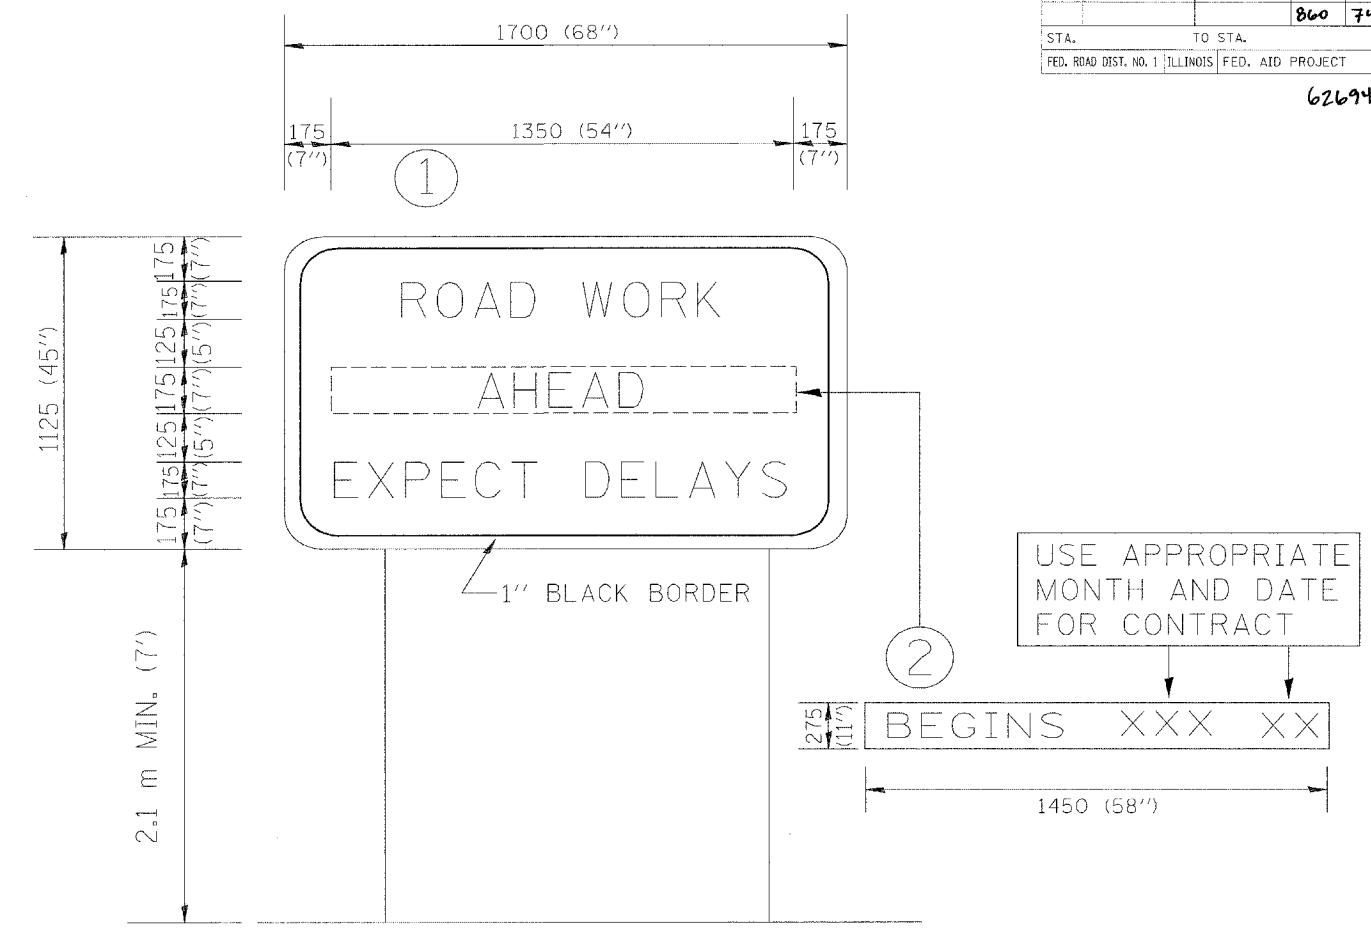 860 74
STA. TO STA.
FED. ROAD DIST. NO. 1 ILLINOIS FED. AID PROJECT
62694
1700 (68'')
175 (7'')
1350 (54'')
175 (7'')
1
1125 (45'')
175 (7'')
175 (7'')
125 (5'')
175 (7'')
125 (5'')
175 (7'')
175 (7'')
ROAD WORK
AHEAD
EXPECT DELAYS
1'' BLACK BORDER
2.1 m MIN. (7')
USE APPROPRIATE
MONTH AND DATE
FOR CONTRACT
2
275 (11'')
BEGINS XXX XX
1450 (58'')